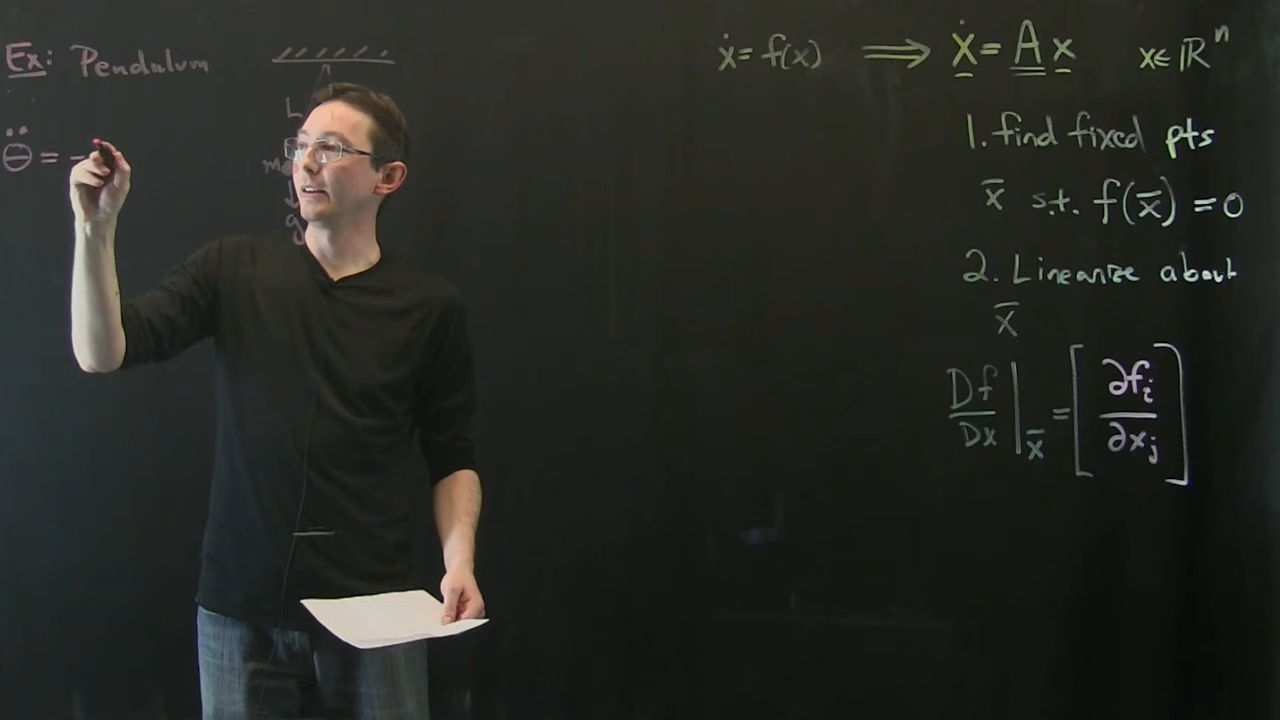 Ex: Pendulum
L
m
g
Θ̈ = -
ẋ = f(x) ⟹ ẋ = A x x ∈ ℝⁿ
1. find fixed pts
x̄ s.t. f(x̄) = 0
2. Linearize about
x̄
Df/Dx |x̄ = [∂fᵢ/∂xⱼ]